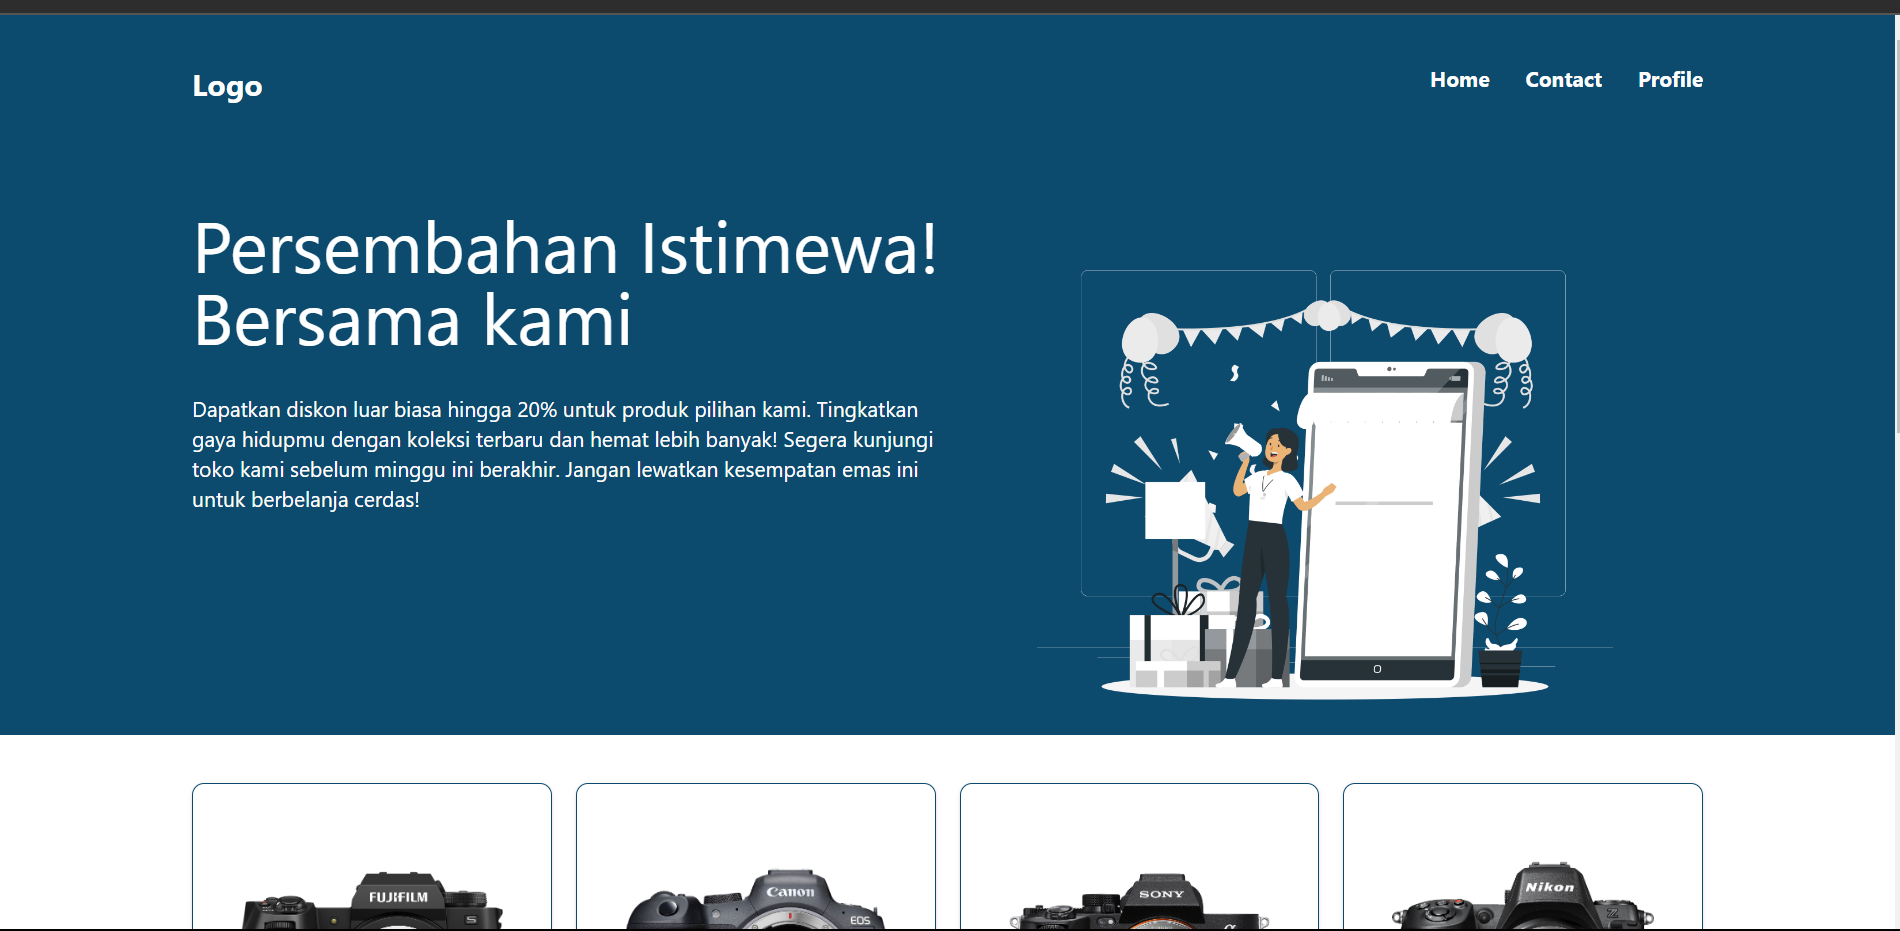 Logo
Home Contact Profile
Persembahan Istimewa!
Bersama kami
Dapatkan diskon luar biasa hingga 20% untuk produk pilihan kami. Tingkatkan
gaya hidupmu dengan koleksi terbaru dan hemat lebih banyak! Segera kunjungi
toko kami sebelum minggu ini berakhir. Jangan lewatkan kesempatan emas ini
untuk berbelanja cerdas!
FUJIFILM
S
Canon
EOS
SONY
α
Nikon
Z